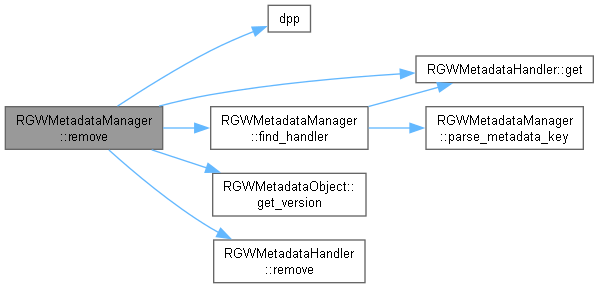 dpp
RGWMetadataHandler::get
RGWMetadataManager
::remove
RGWMetadataManager
::find_handler
RGWMetadataManager
::parse_metadata_key
RGWMetadataObject::
get_version
RGWMetadataHandler
::remove